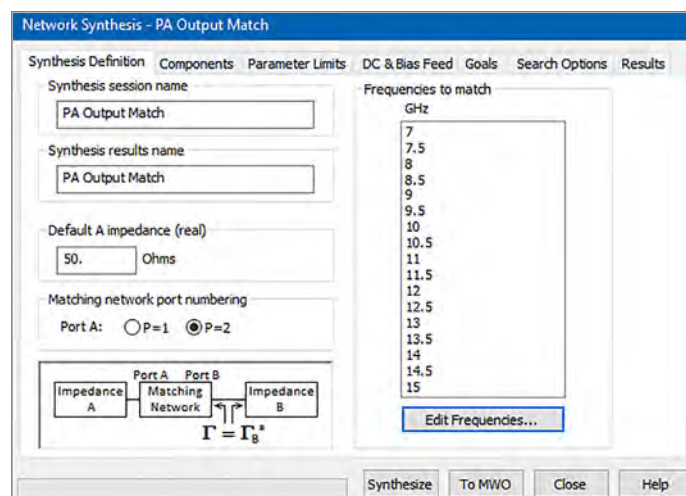 Network Synthesis - PA Output Match
Synthesis Definition Components Parameter Limits DC & Bias Feed Goals Search Options Results
Synthesis session name
PA Output Match
Synthesis results name
PA Output Match
Default A impedance (real)
50. Ohms
Matching network port numbering
Port A: P=1 P=2
Port A Port B
Impedance A
Matching Network
Impedance B
Γ = Γ_B*
Frequencies to match
GHz
7
7.5
8
8.5
9
9.5
10
10.5
11
11.5
12
12.5
13
13.5
14
14.5
15
Edit Frequencies...
Synthesize To MWO Close Help